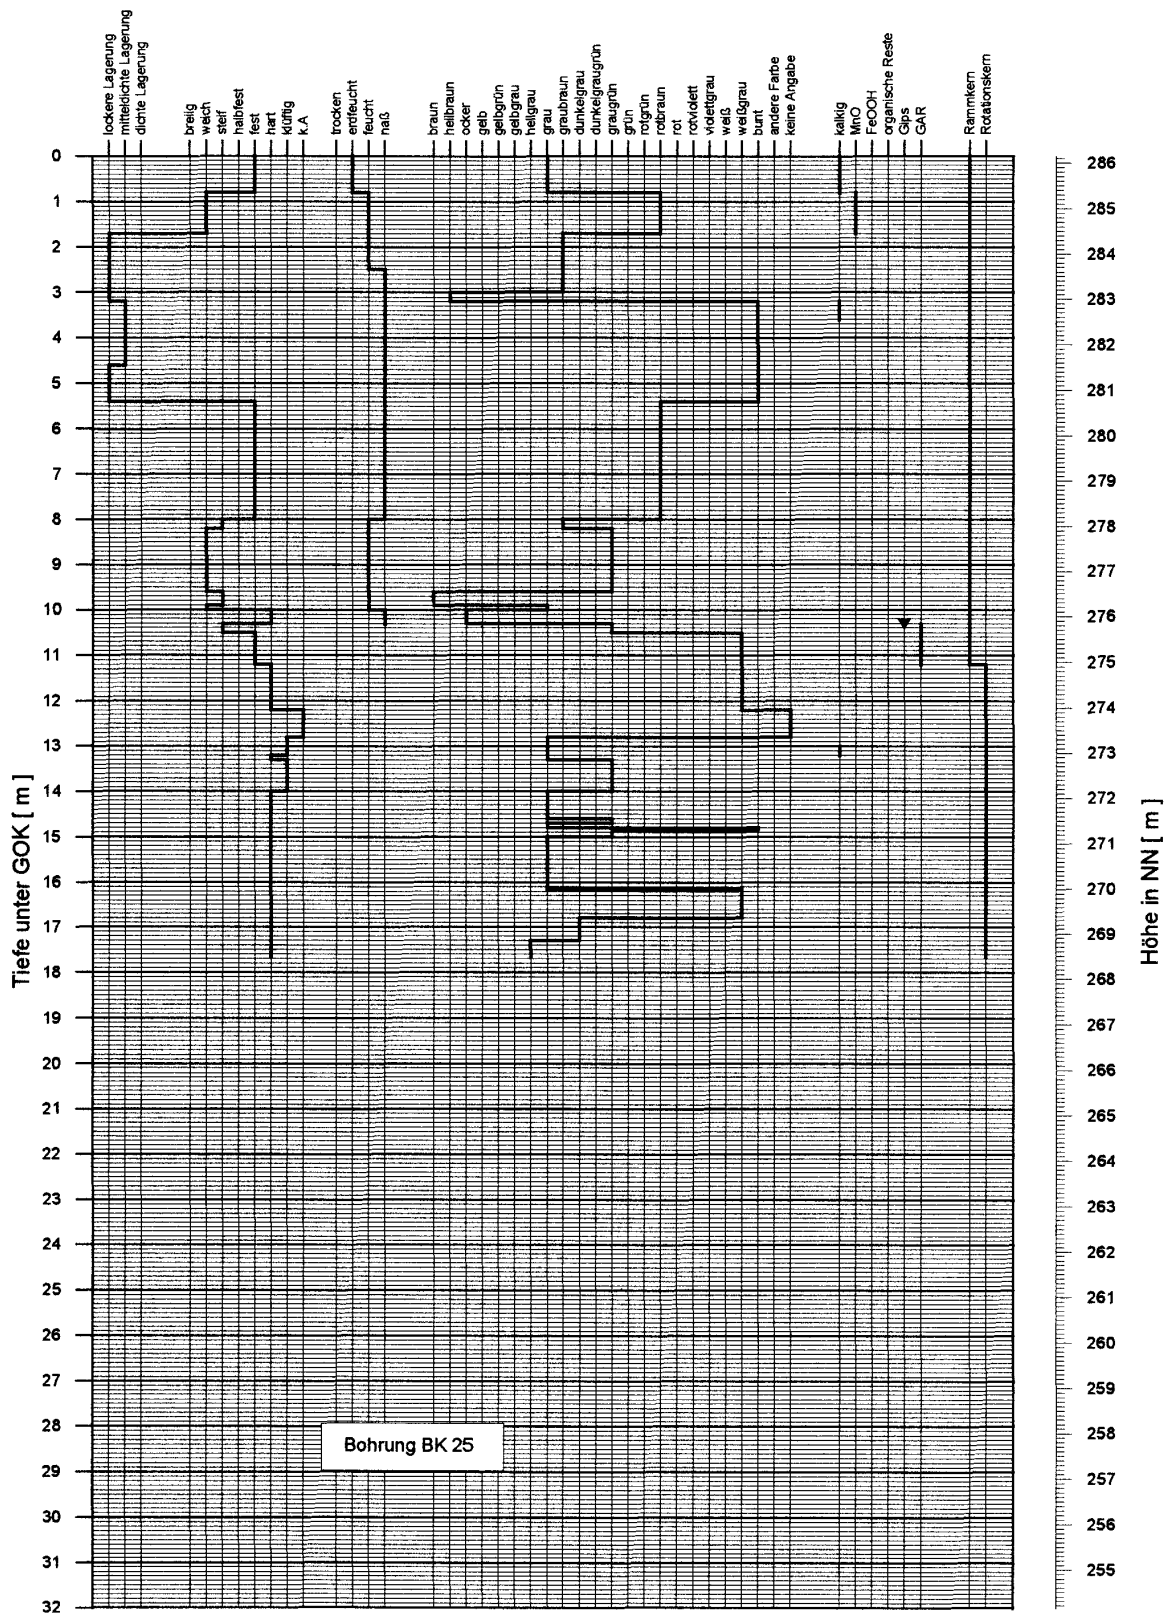 lockere Lagerung
mitteldichte Lagerung
dichte Lagerung
breiig
weich
steif
halbfest
fest
hart
klüftig
k.A
trocken
erdfeucht
feucht
naß
braun
hellbraun
ocker
gelb
gelbgrün
gelbgrau
hellgrau
grau
graubraun
dunkelgrau
dunkelgraugrün
graugrün
grün
rotgrün
rotbraun
rot
rotviolett
violettgrau
weiß
weißgrau
bunt
andere Farbe
keine Angabe
kalkig
MnO
FeOOH
organische Reste
Gips
GAR
Rammkern
Rotationskern
Tiefe unter GOK [ m ]
0
1
2
3
4
5
6
7
8
9
10
11
12
13
14
15
16
17
18
19
20
21
22
23
24
25
26
27
28
29
30
31
32
Bohrung BK 25
286
285
284
283
282
281
280
279
278
277
276
275
274
273
272
271
270
269
268
267
266
265
264
263
262
261
260
259
258
257
256
255
Höhe in NN [ m ]